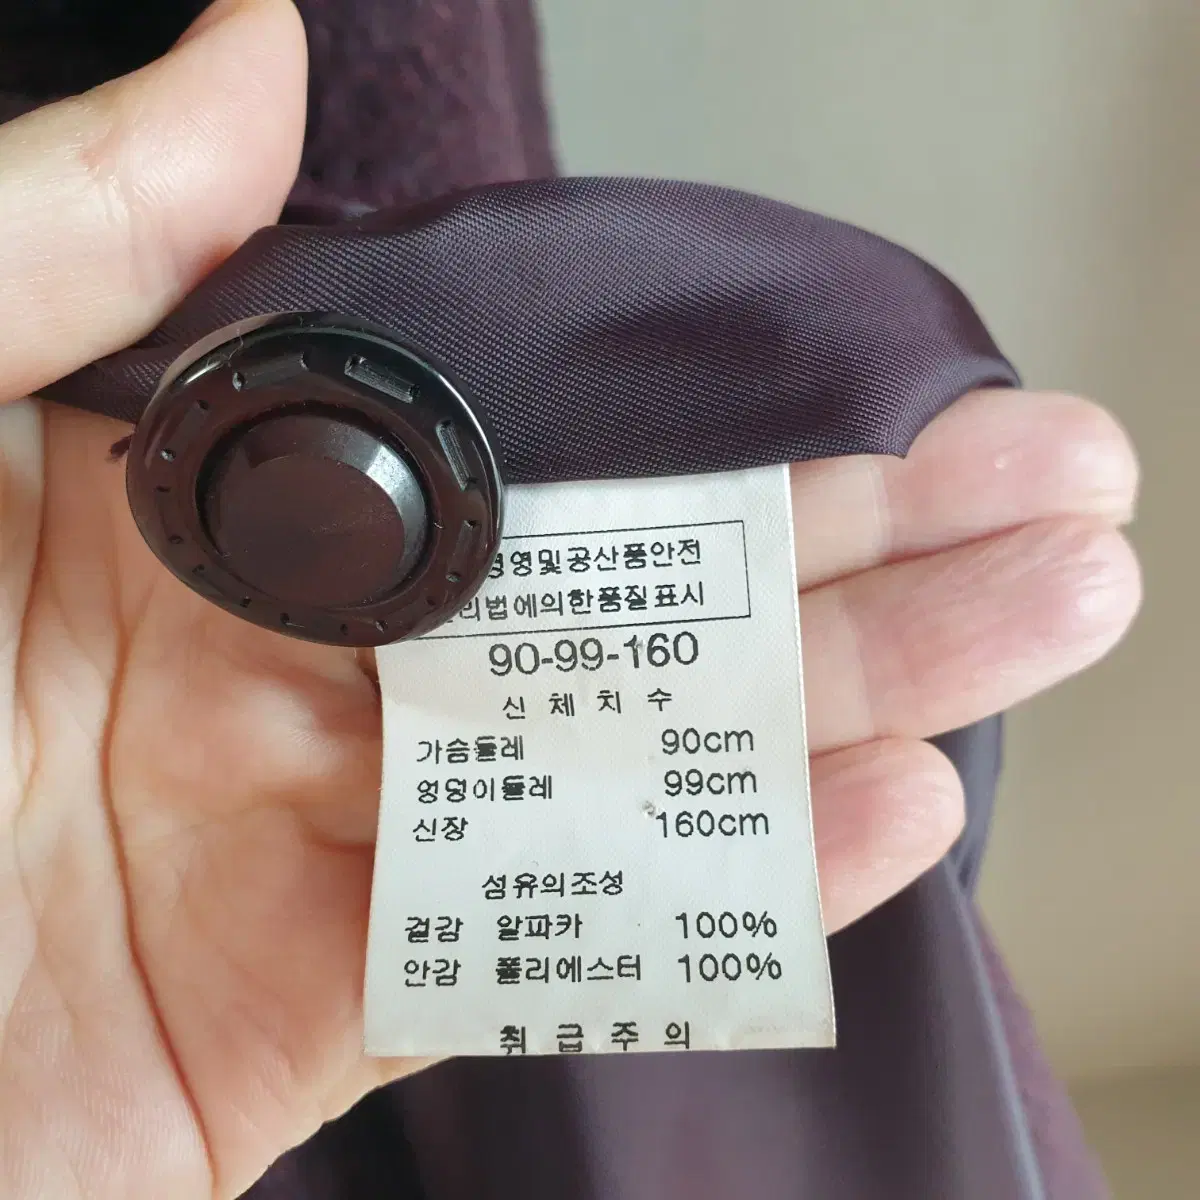 경영및공산품안전
리법에의한품질표시
90-99-160
신체치수
가슴둘레 90cm
엉덩이둘레 99cm
신장 160cm
섬유의조성
겉감 알파카 100%
안감 폴리에스터 100%
취급주의